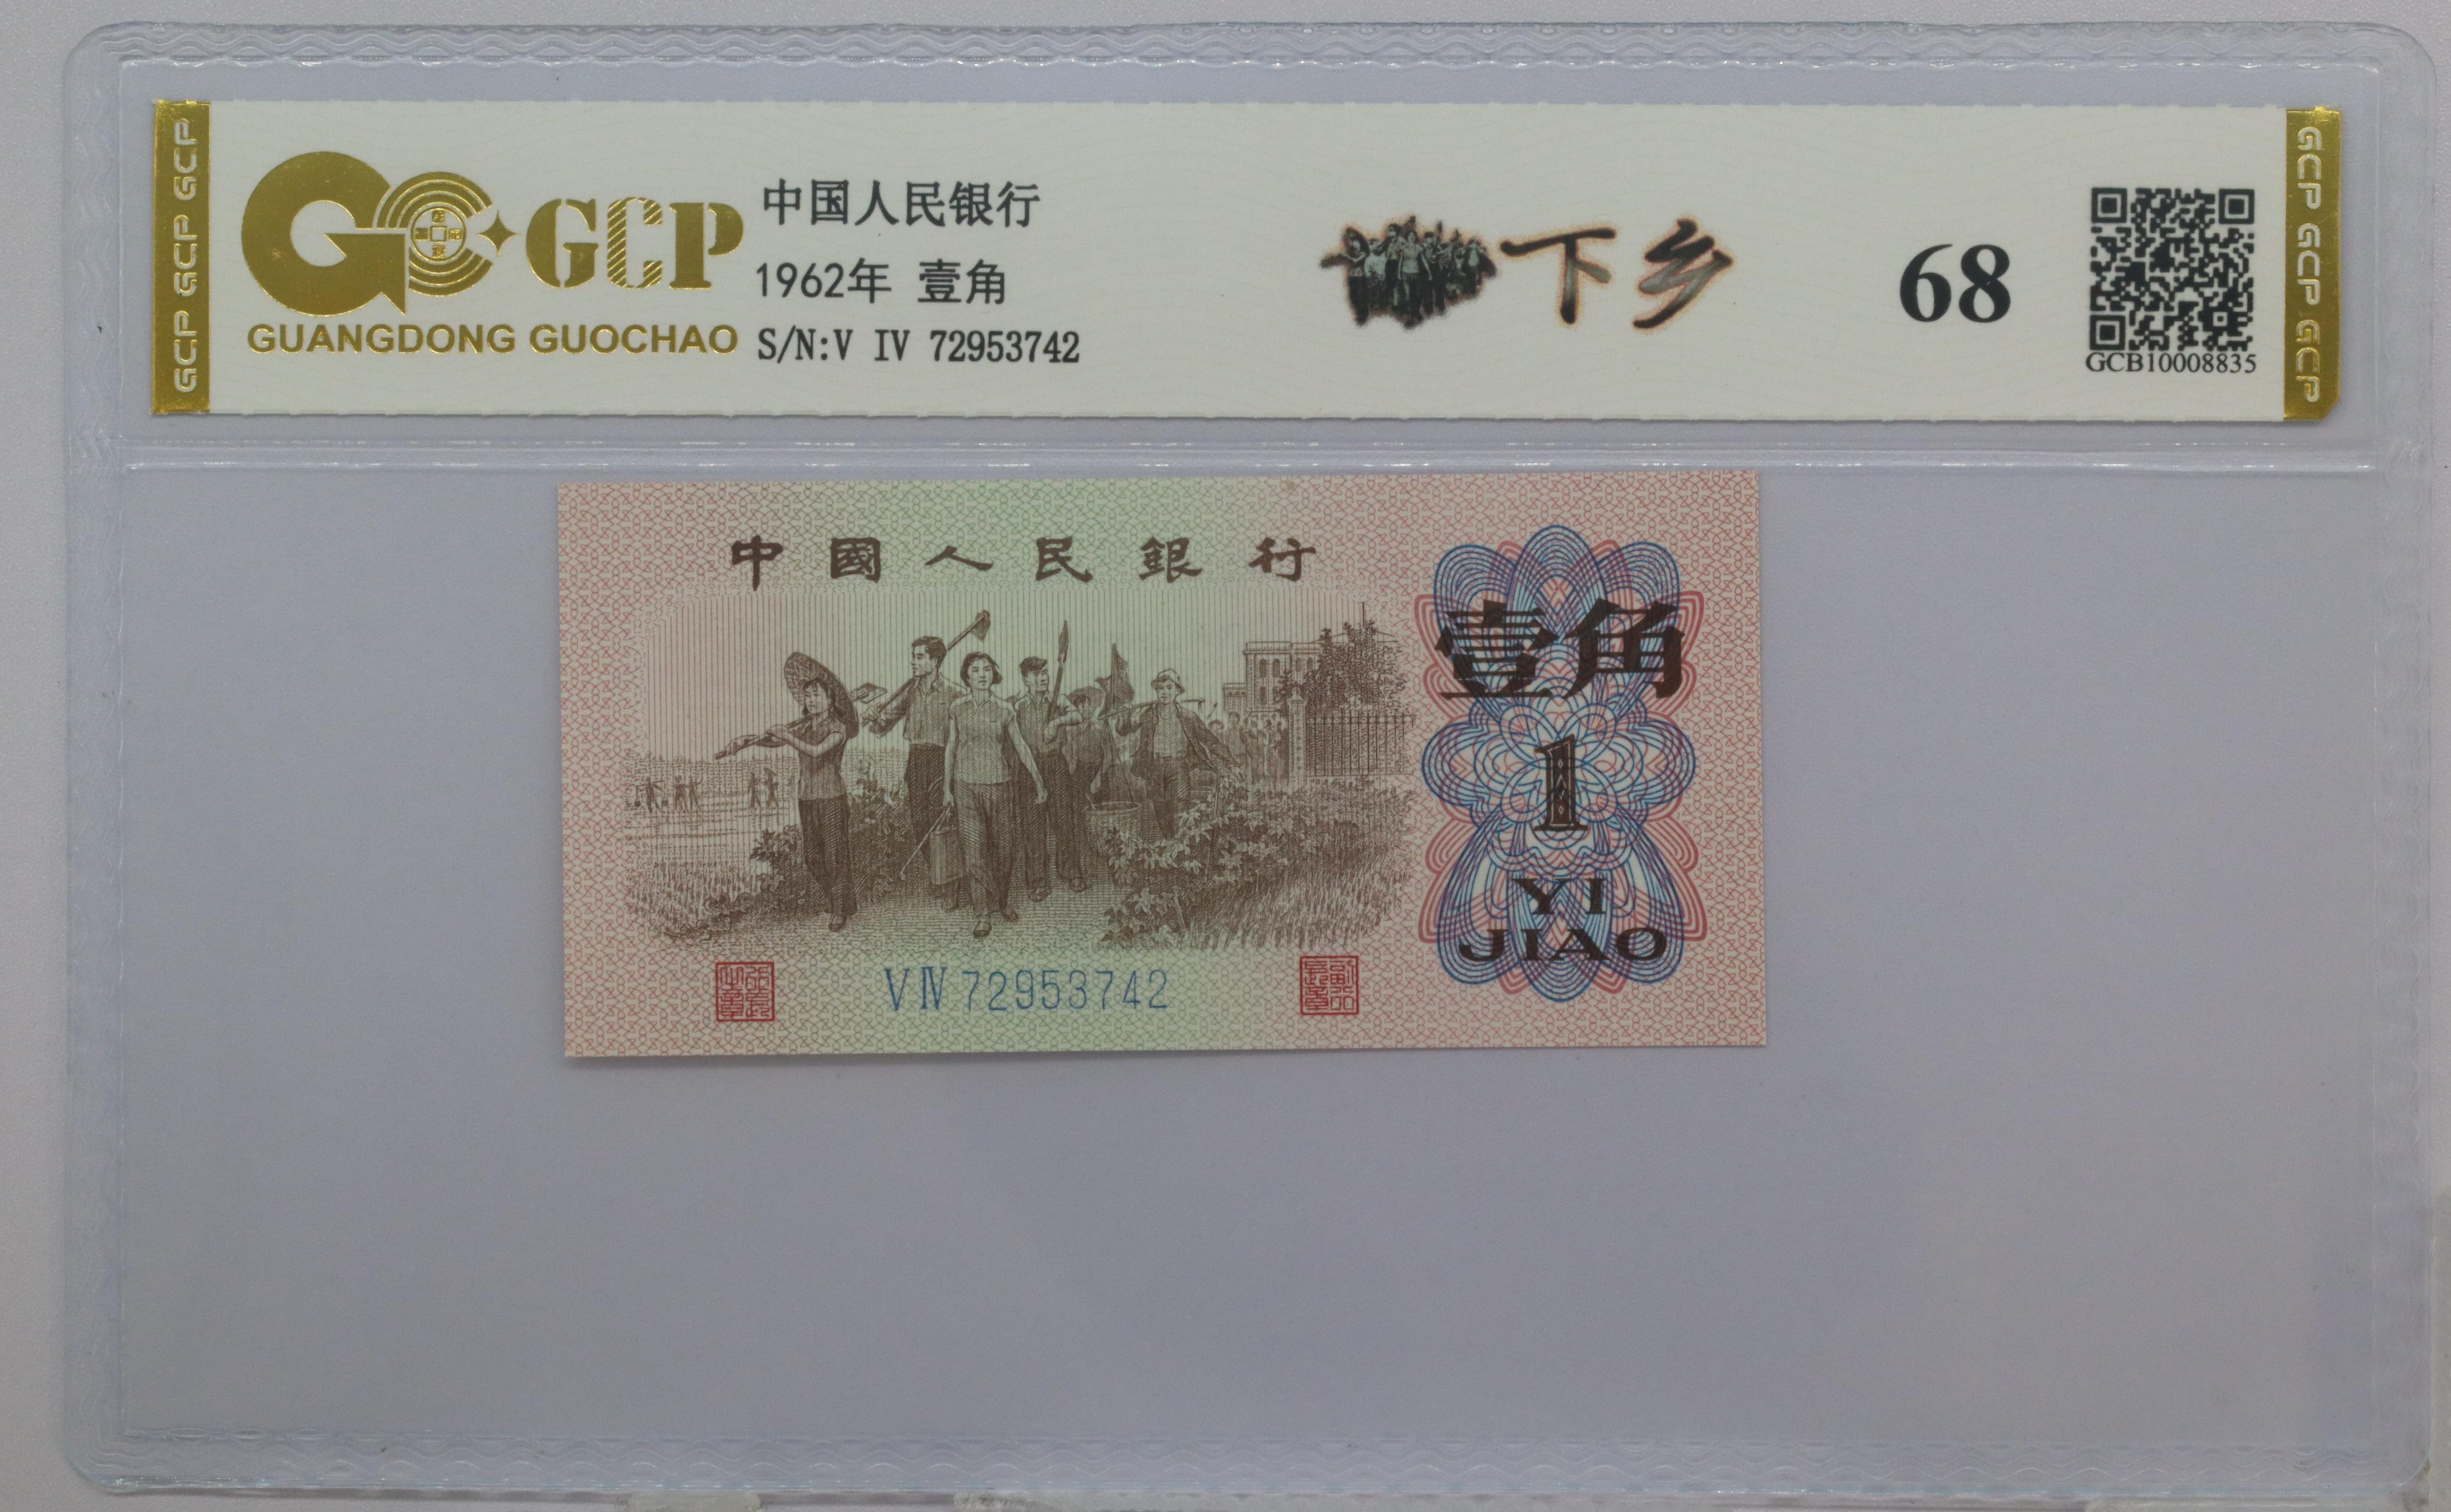 GCP GCP GCP
GCP
GUANGDONG GUOCHAO
中国人民银行
1962年 壹角
S/N:V IV 72953742
下乡
68
GCB10008835
GCP GCP GCP
中國人民銀行
壹角
1
YI
JIAO
VⅣ 72953742